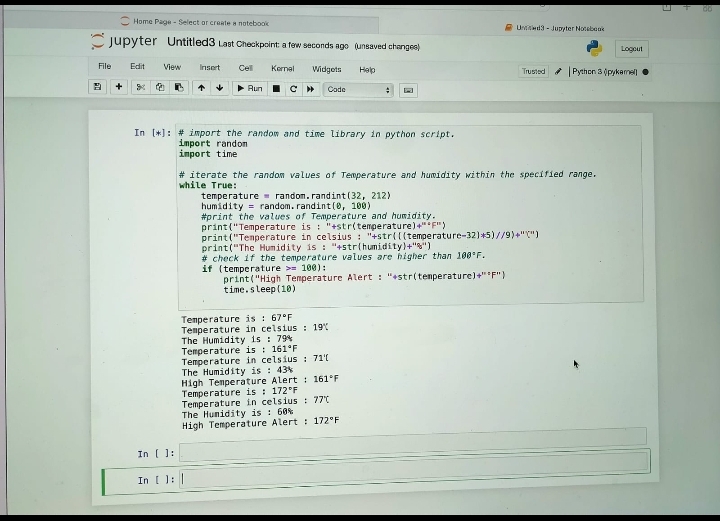 Home Page - Select or create a notebook
Untitled3 - Jupyter Notebook
jupyter Untitled3 Last Checkpoint: a few seconds ago (unsaved changes)
Logout
File Edit View Insert Cell Kernel Widgets Help
Trusted Python 3 (ipykernel)
Run Code
In [*]: # import the random and time library in python script.
import random
import time
# iterate the random values of Temperature and humidity within the specified range.
while True:
temperature = random.randint(32, 212)
humidity = random.randint(0, 100)
#print the values of Temperature and humidity.
print("Temperature is : "+str(temperature)+"°F")
print("Temperature in celsius : "+str(((temperature-32)*5)//9)+"℃")
print("The Humidity is : "+str(humidity)+"%")
# check if the temperature values are higher than 100°F.
if (temperature >= 100):
print("High Temperature Alert : "+str(temperature)+"°F")
time.sleep(10)
Temperature is : 67°F
Temperature in celsius : 19℃
The Humidity is : 79%
Temperature is : 161°F
Temperature in celsius : 71℃
The Humidity is : 43%
High Temperature Alert : 161°F
Temperature is : 172°F
Temperature in celsius : 77℃
The Humidity is : 60%
High Temperature Alert : 172°F
In [ ]:
In [ ]: